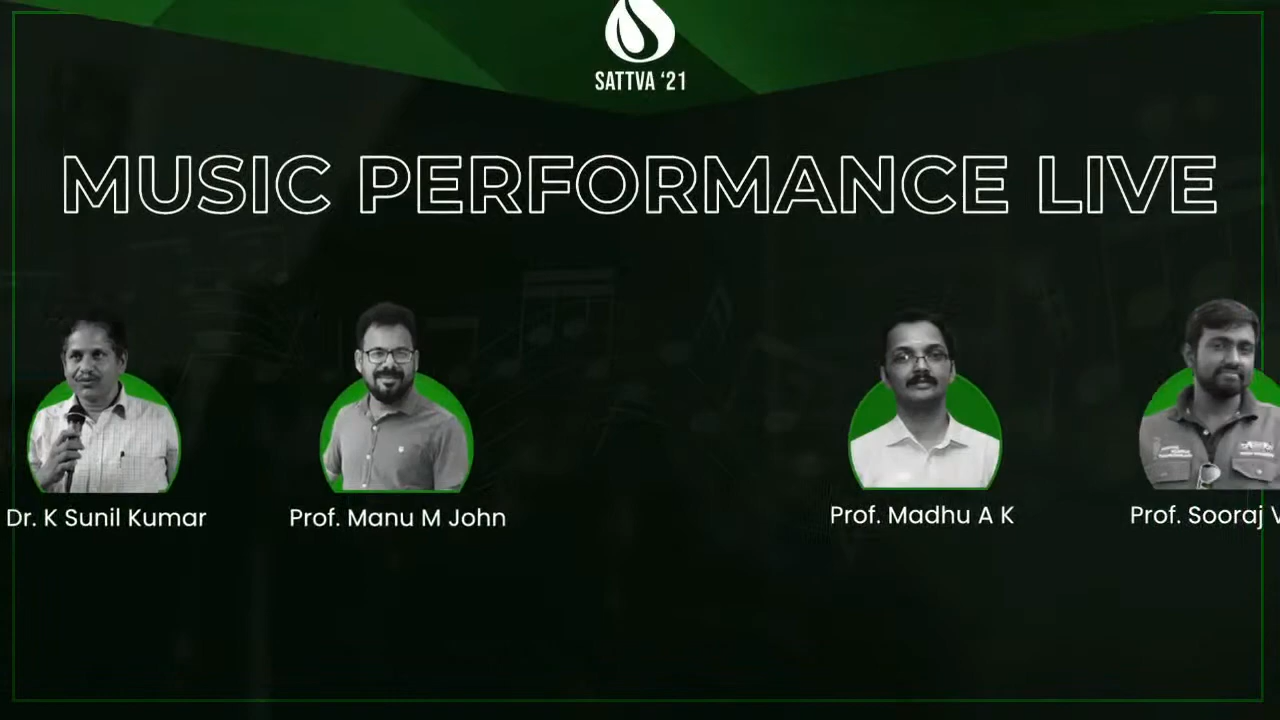 SATTVA ‘21
MUSIC PERFORMANCE LIVE
Dr. K Sunil Kumar
Prof. Manu M John
Prof. Madhu A K
Prof. Sooraj